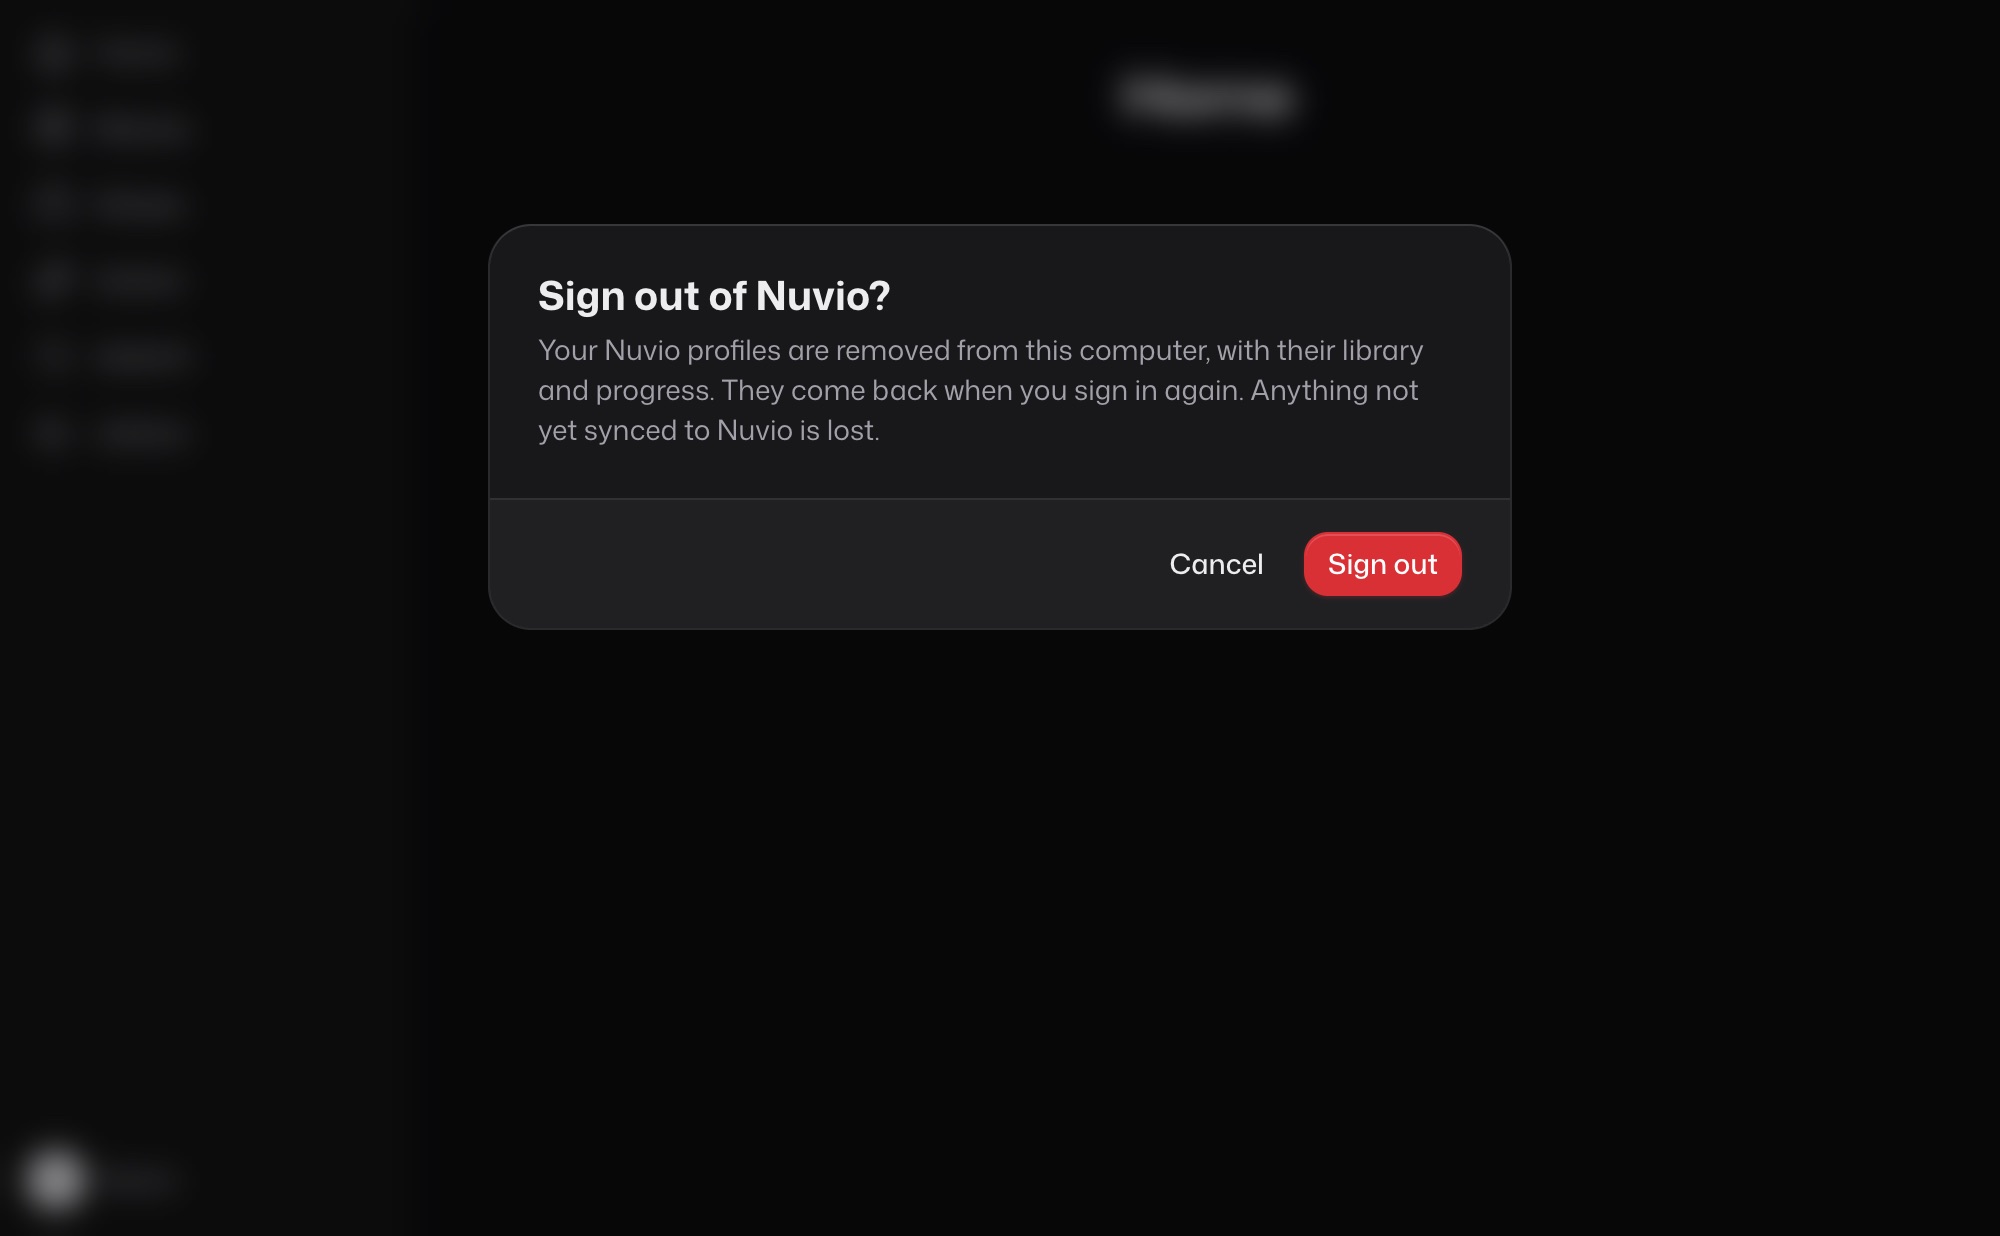 Sign out of Nuvio?
Your Nuvio profiles are removed from this computer, with their library
and progress. They come back when you sign in again. Anything not
yet synced to Nuvio is lost.
Cancel
Sign out